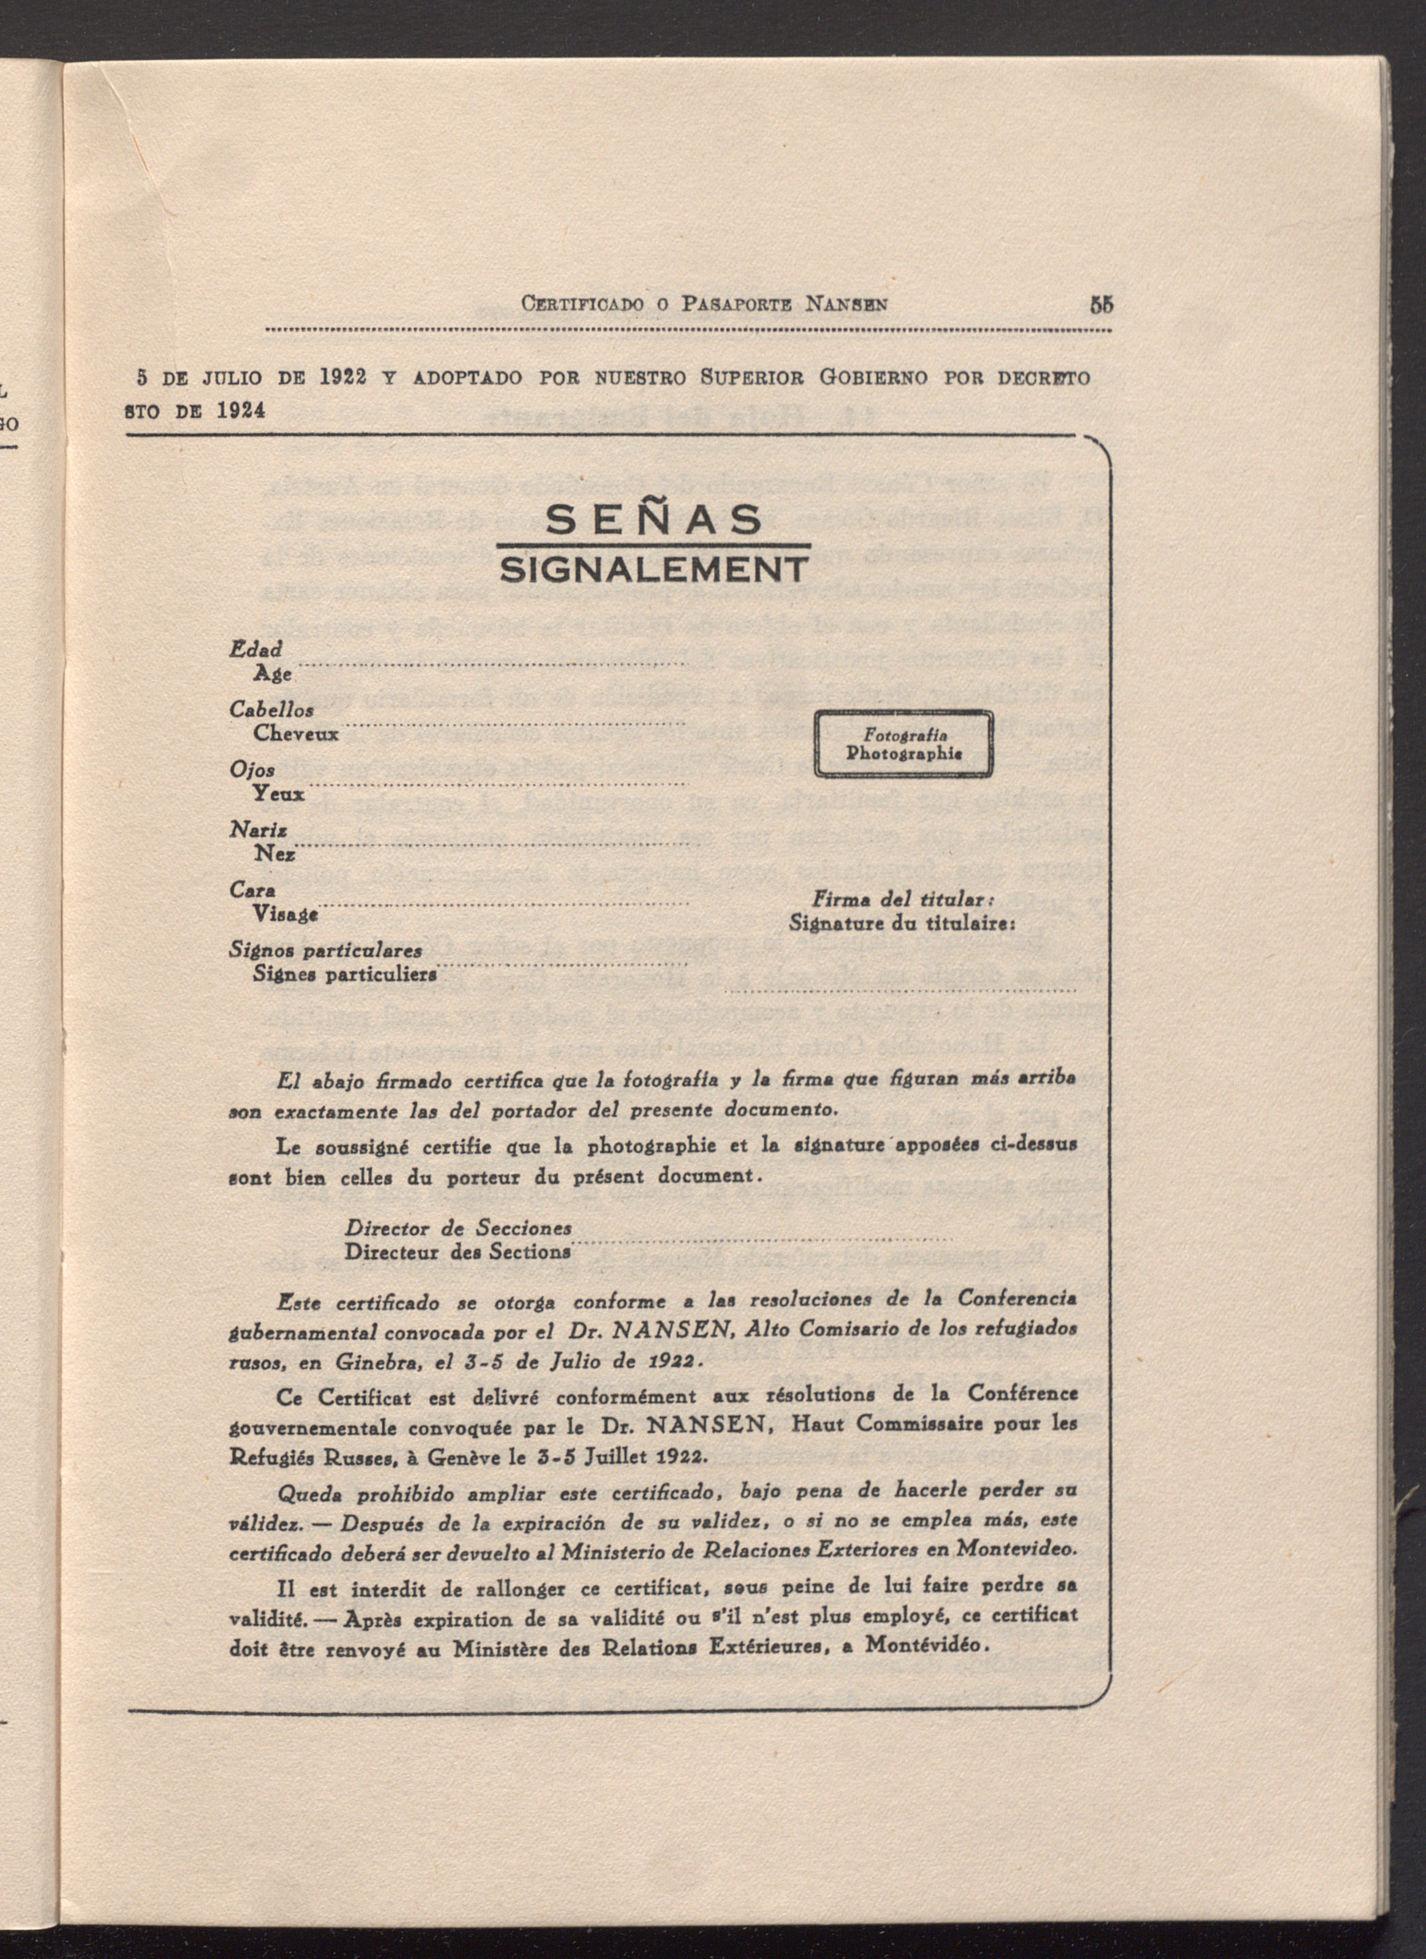 CERTIFICADO O PASAPORTE NANSEN 55
5 DE JULIO DE 1922 Y ADOPTADO POR NUESTRO SUPERIOR GOBIERNO POR DECRETO
STO DE 1924
SEÑAS
SIGNALEMENT
Edad
Age
Cabellos
Cheveux
Fotografía
Photographie
Ojos
Yeux
Nariz
Nez
Cara
Visage
Firma del titular:
Signature du titulaire:
Signos particulares
Signes particuliers
El abajo firmado certifica que la fotografía y la firma que figuran más arriba
son exactamente las del portador del presente documento.
Le soussigné certifie que la photographie et la signature apposées ci-dessus
sont bien celles du porteur du présent document.
Director de Secciones
Directeur des Sections
Este certificado se otorga conforme a las resoluciones de la Conferencia
gubernamental convocada por el Dr. NANSEN, Alto Comisario de los refugiados
rusos, en Ginebra, el 3-5 de Julio de 1922.
Ce Certificat est delivré conformément aux résolutions de la Conférence
gouvernementale convoquée par le Dr. NANSEN, Haut Commissaire pour les
Refugiés Russes, à Genève le 3-5 Juillet 1922.
Queda prohibido ampliar este certificado, bajo pena de hacerle perder su
válidez. — Después de la expiración de su validez, o si no se emplea más, este
certificado deberá ser devuelto al Ministerio de Relaciones Exteriores en Montevideo.
Il est interdit de rallonger ce certificat, sous peine de lui faire perdre sa
validité. — Après expiration de sa validité ou s'il n'est plus employé, ce certificat
doit être renvoyé au Ministère des Relations Extérieures, a Montévidéo.